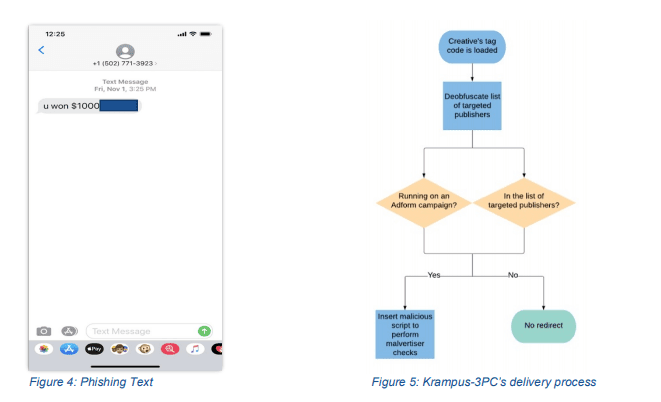 12:25
+1 (502) 771-3923
Text Message
Fri, Nov 1, 3:25 PM
u won $1000
Text Message
Pay
Figure 4: Phishing Text
Creative's tag
code is loaded
Deobfuscate list
of targeted
publishers
Running on an
Adform campaign?
In the list of
targeted publishers?
Yes
No
Insert malicious
script to
perform
malvertiser
checks
No redirect
Figure 5: Krampus-3PC's delivery process